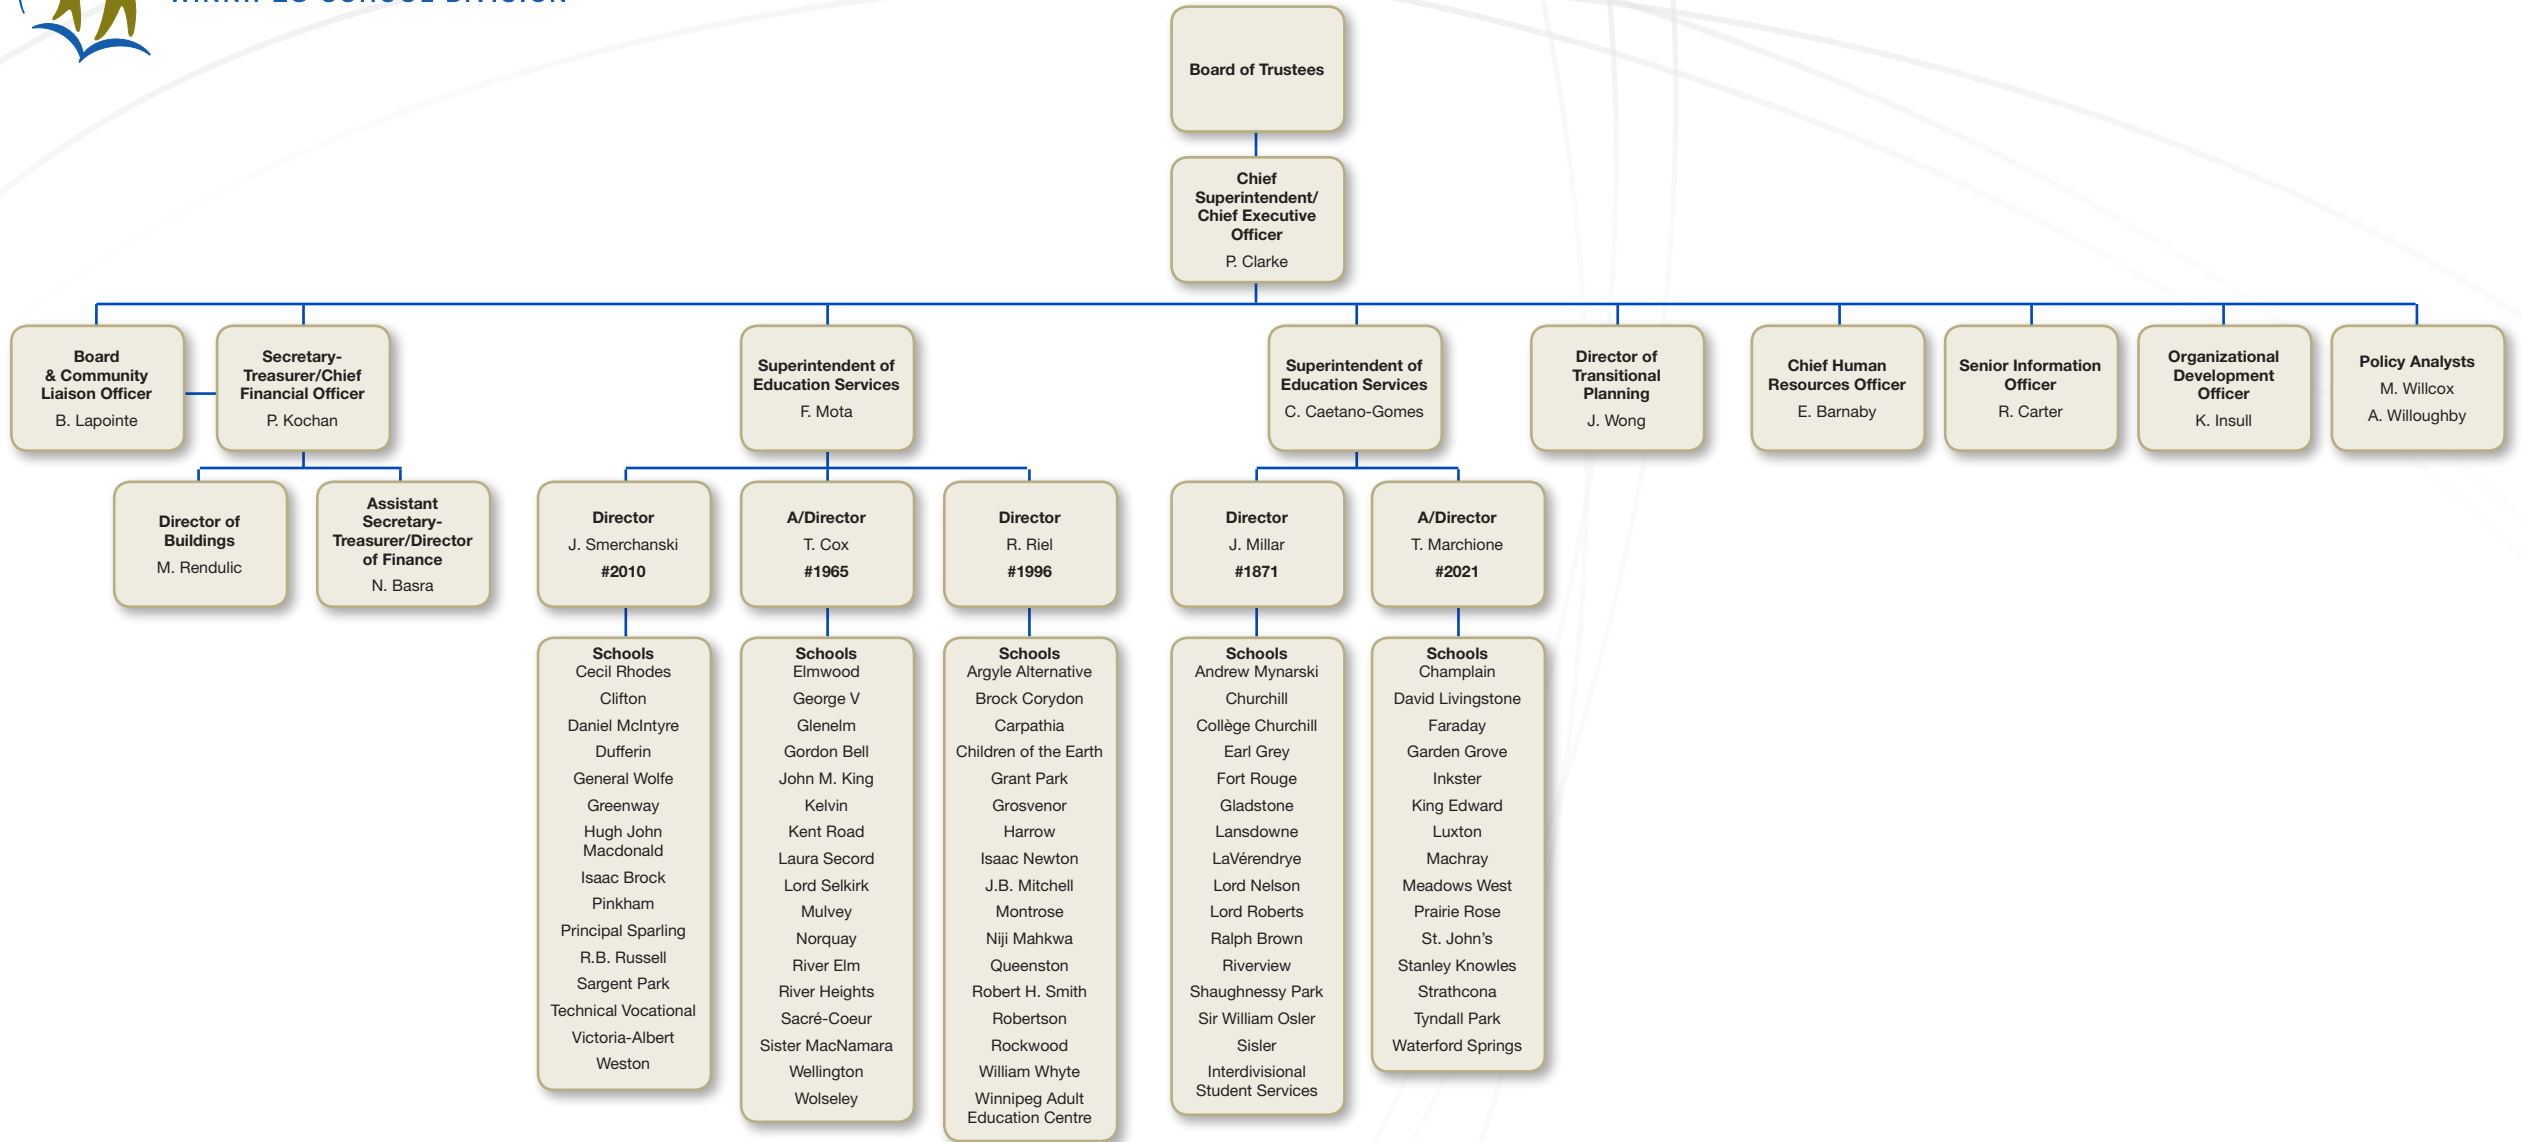 WINNIPEG SCHOOL DIVISION
Board of Trustees
Chief
Superintendent/
Chief Executive
Officer
P. Clarke
Board
& Community
Liaison Officer
B. Lapointe
Secretary-
Treasurer/Chief
Financial Officer
P. Kochan
Superintendent of
Education Services
F. Mota
Superintendent of
Education Services
C. Caetano-Gomes
Director of
Transitional
Planning
J. Wong
Chief Human
Resources Officer
E. Barnaby
Senior Information
Officer
R. Carter
Organizational
Development
Officer
K. Insull
Policy Analysts
M. Willcox
A. Willoughby
Director of
Buildings
M. Rendulic
Assistant
Secretary-
Treasurer/Director
of Finance
N. Basra
Director
J. Smerchanski
#2010
A/Director
T. Cox
#1965
Director
R. Riel
#1996
Director
J. Millar
#1871
A/Director
T. Marchione
#2021
Schools
Cecil Rhodes
Clifton
Daniel McIntyre
Dufferin
General Wolfe
Greenway
Hugh John
Macdonald
Isaac Brock
Pinkham
Principal Sparling
R.B. Russell
Sargent Park
Technical Vocational
Victoria-Albert
Weston
Schools
Elmwood
George V
Glenelm
Gordon Bell
John M. King
Kelvin
Kent Road
Laura Secord
Lord Selkirk
Mulvey
Norquay
River Elm
River Heights
Sacré-Coeur
Sister MacNamara
Wellington
Wolseley
Schools
Argyle Alternative
Brock Corydon
Carpathia
Children of the Earth
Grant Park
Grosvenor
Harrow
Isaac Newton
J.B. Mitchell
Montrose
Niji Mahkwa
Queenston
Robert H. Smith
Robertson
Rockwood
William Whyte
Winnipeg Adult
Education Centre
Schools
Andrew Mynarski
Churchill
Collège Churchill
Earl Grey
Fort Rouge
Gladstone
Lansdowne
LaVérendrye
Lord Nelson
Lord Roberts
Ralph Brown
Riverview
Shaughnessy Park
Sir William Osler
Sisler
Interdivisional
Student Services
Schools
Champlain
David Livingstone
Faraday
Garden Grove
Inkster
King Edward
Luxton
Machray
Meadows West
Prairie Rose
St. John's
Stanley Knowles
Strathcona
Tyndall Park
Waterford Springs